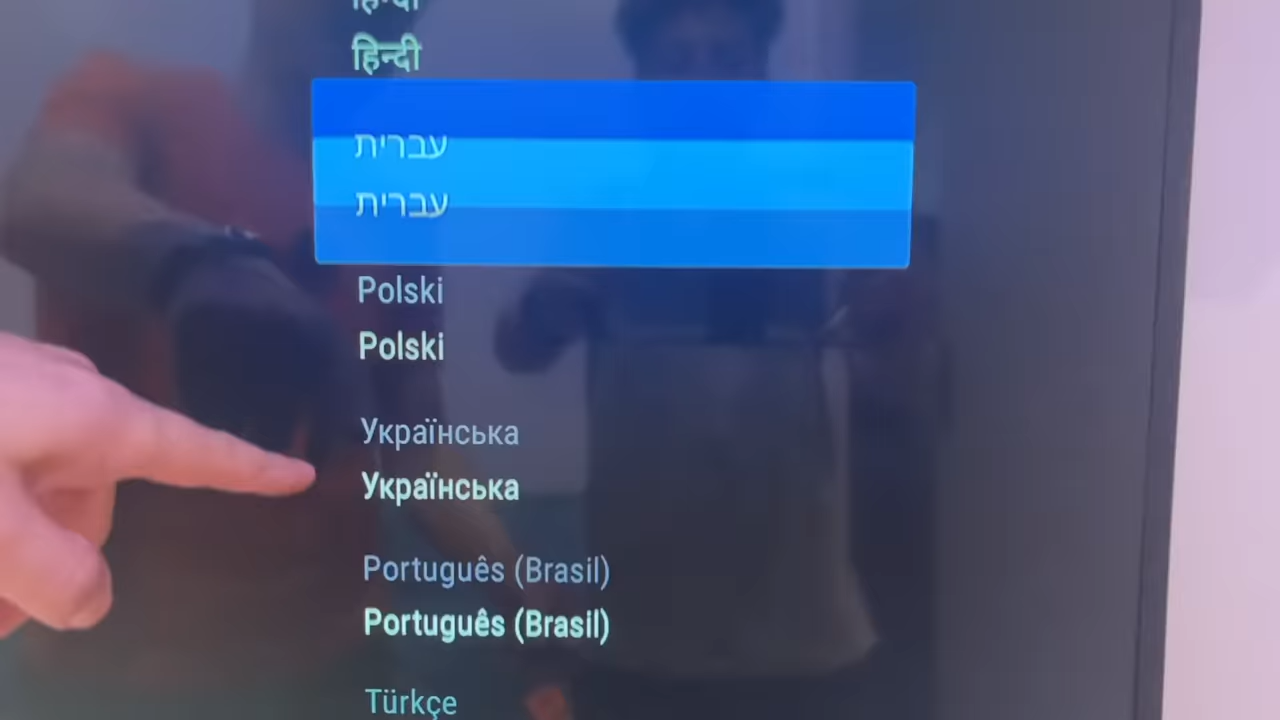 हिन्दी
हिन्दी
עברית
עברית
Polski
Polski
Українська
Українська
Português (Brasil)
Português (Brasil)
Türkçe